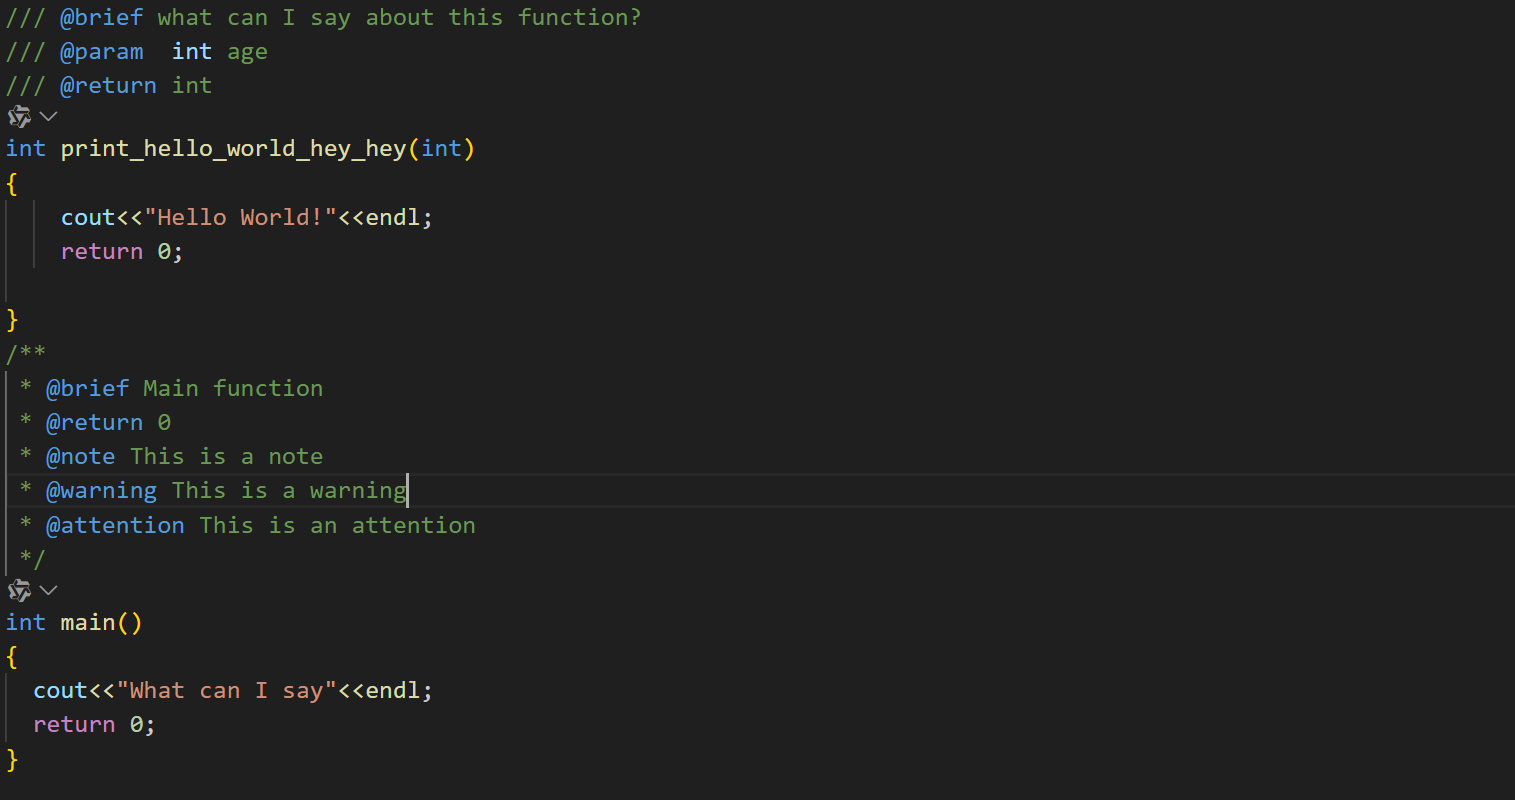 /// @brief what can I say about this function?
/// @param  int age
/// @return int
int print_hello_world_hey_hey(int)
{
    cout<<"Hello World!"<<endl;
    return 0;
}
/**
 * @brief Main function
 * @return 0
 * @note This is a note
 * @warning This is a warning
 * @attention This is an attention
 */
int main()
{
  cout<<"What can I say"<<endl;
  return 0;
}